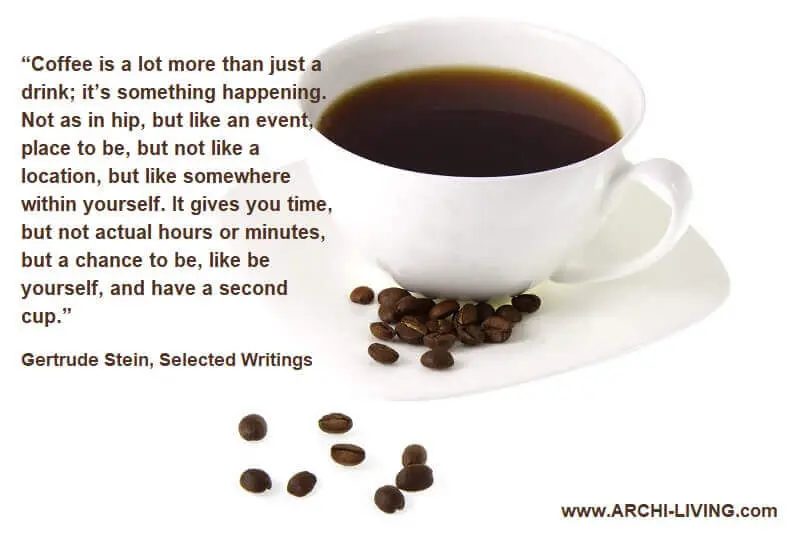 “Coffee is a lot more than just a
drink; it’s something happening.
Not as in hip, but like an event,
place to be, but not like a
location, but like somewhere
within yourself. It gives you time,
but not actual hours or minutes,
but a chance to be, like be
yourself, and have a second
cup.”
Gertrude Stein, Selected Writings
www.ARCHI-LIVING.com